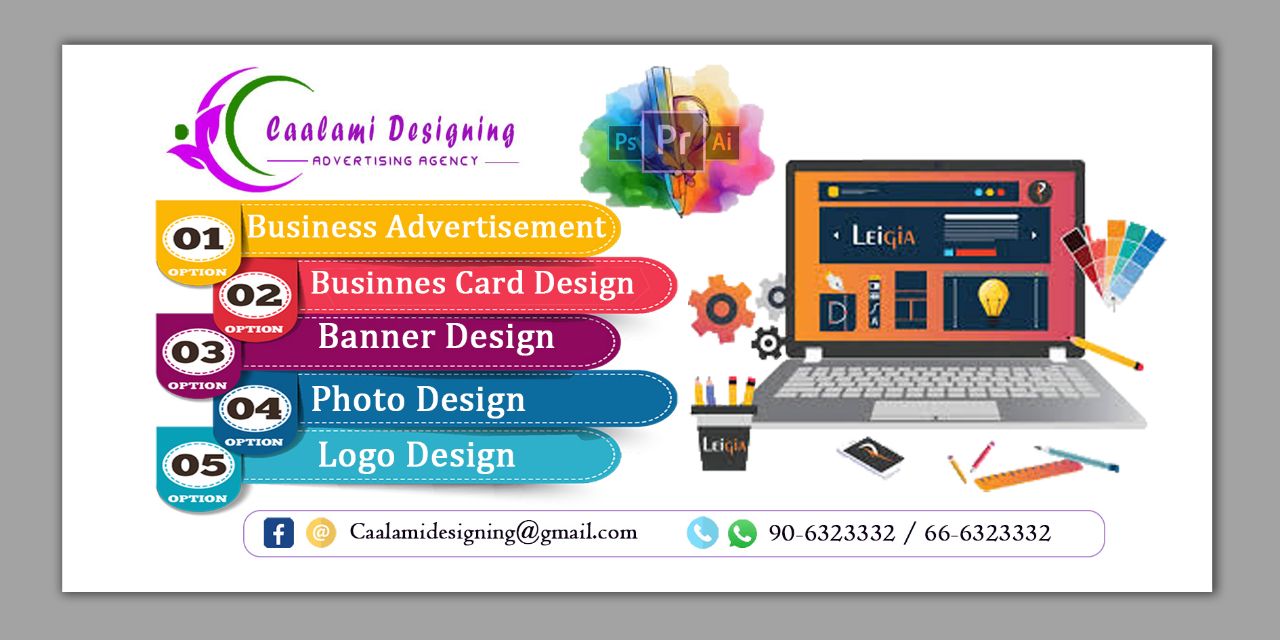 Caalami Designing
ADVERTISING AGENCY
Ps Pr Ai
01 OPTION Business Advertisement
02 OPTION Businnes Card Design
03 OPTION Banner Design
04 OPTION Photo Design
05 OPTION Logo Design
LEIGIA
D
LEIGIA
Caalamidesigning@gmail.com 90-6323332 / 66-6323332